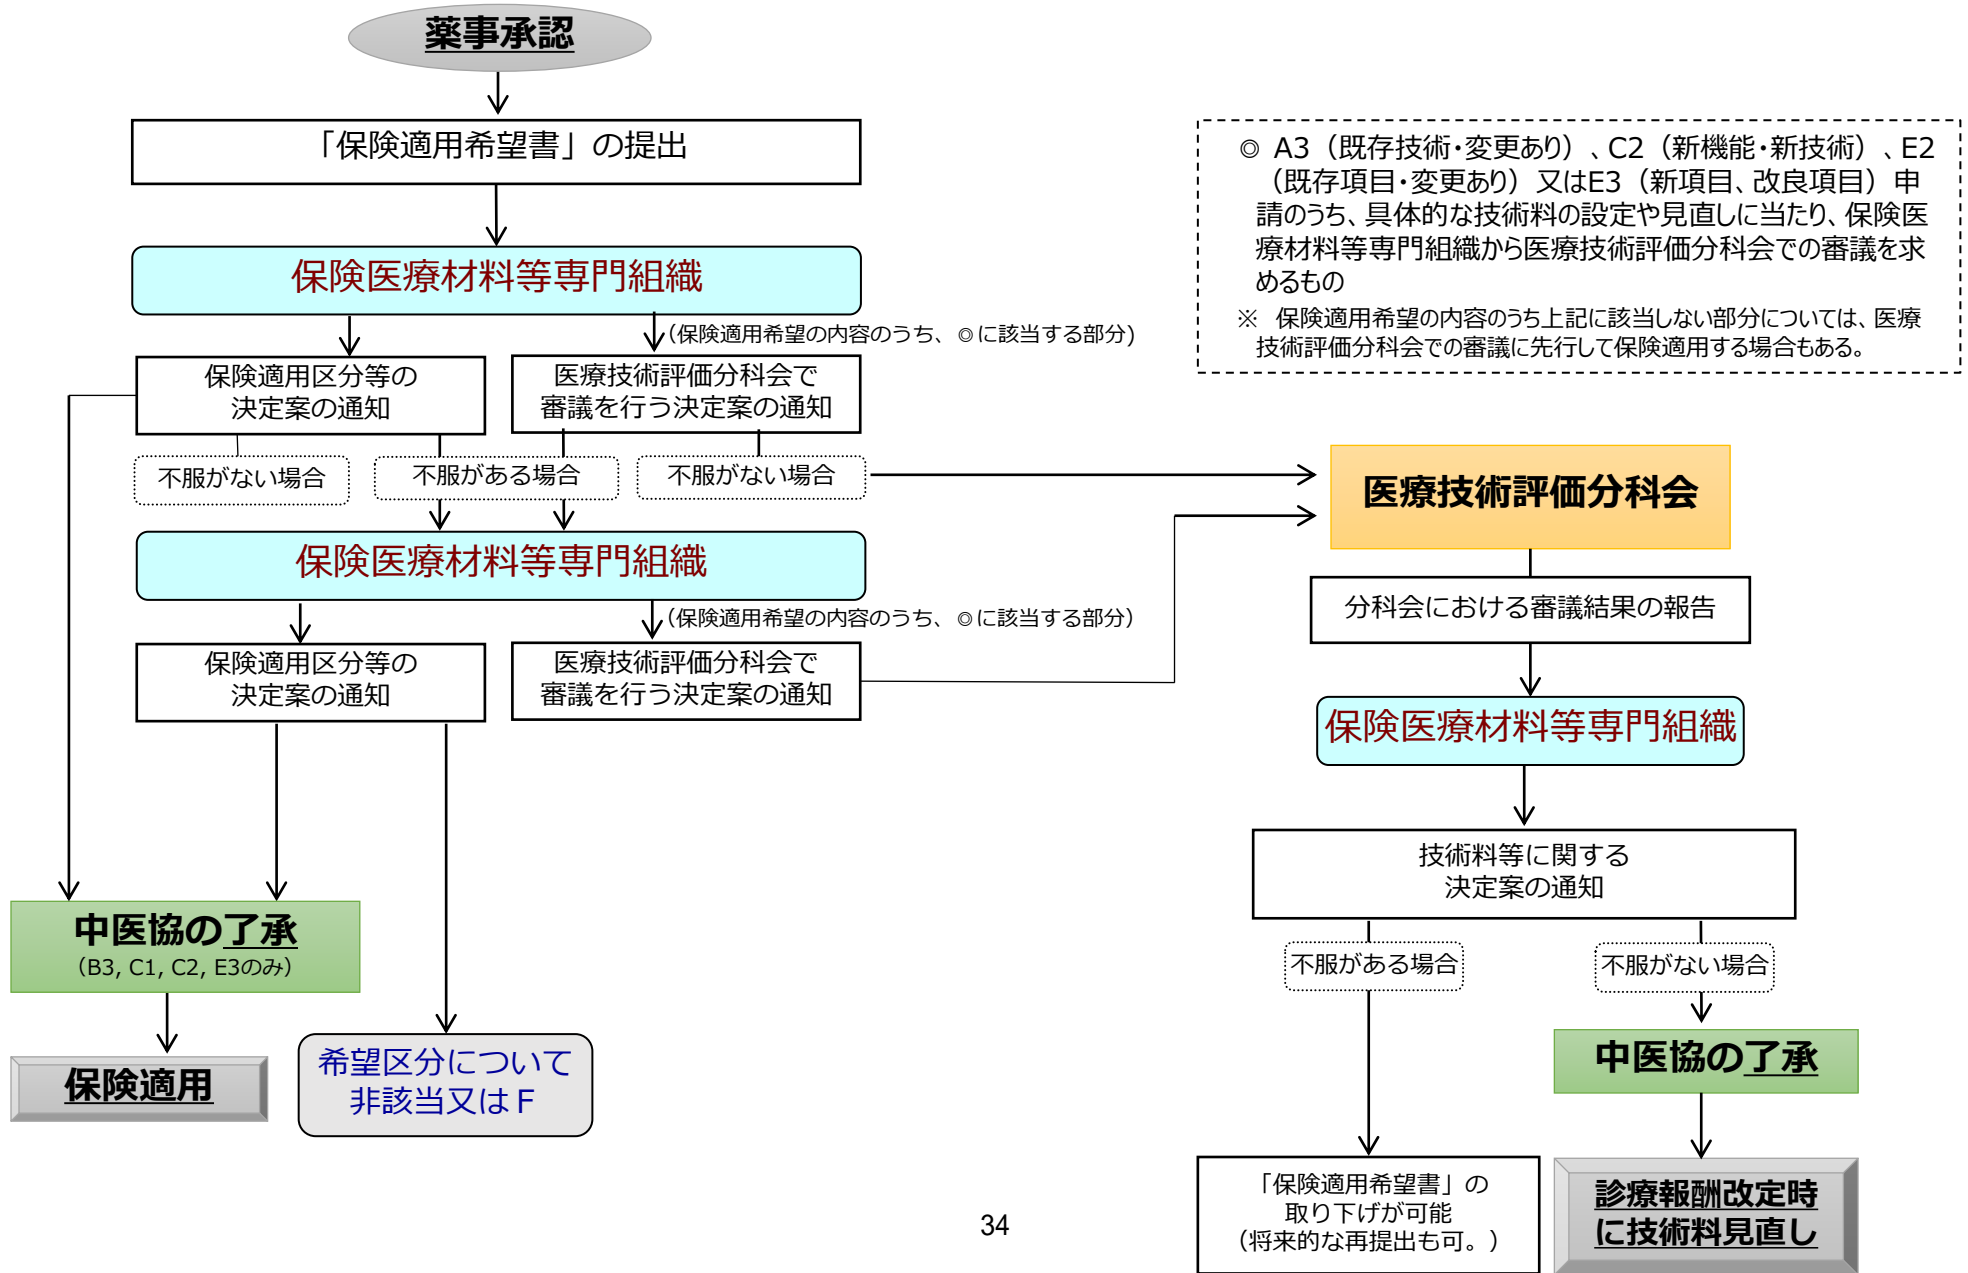 薬事承認
「保険適用希望書」の提出
◎ A3（既存技術・変更あり）、C2（新機能・新技術）、E2
（既存項目・変更あり）又はE3（新項目、改良項目）申
請のうち、具体的な技術料の設定や見直しに当たり、保険医
療材料等専門組織から医療技術評価分科会での審議を求
めるもの
※　保険適用希望の内容のうち上記に該当しない部分については、医療
技術評価分科会での審議に先行して保険適用する場合もある。
保険医療材料等専門組織
（保険適用希望の内容のうち、◎に該当する部分)
保険適用区分等の
決定案の通知
医療技術評価分科会で
審議を行う決定案の通知
不服がない場合
不服がある場合
不服がない場合
医療技術評価分科会
保険医療材料等専門組織
（保険適用希望の内容のうち、◎に該当する部分）
保険適用区分等の
決定案の通知
医療技術評価分科会で
審議を行う決定案の通知
分科会における審議結果の報告
保険医療材料等専門組織
技術料等に関する
決定案の通知
不服がある場合
不服がない場合
中医協の了承
（B3, C1, C2, E3のみ）
保険適用
希望区分について
非該当又はF
中医協の了承
「保険適用希望書」の
取り下げが可能
（将来的な再提出も可。）
診療報酬改定時
に技術料見直し
34